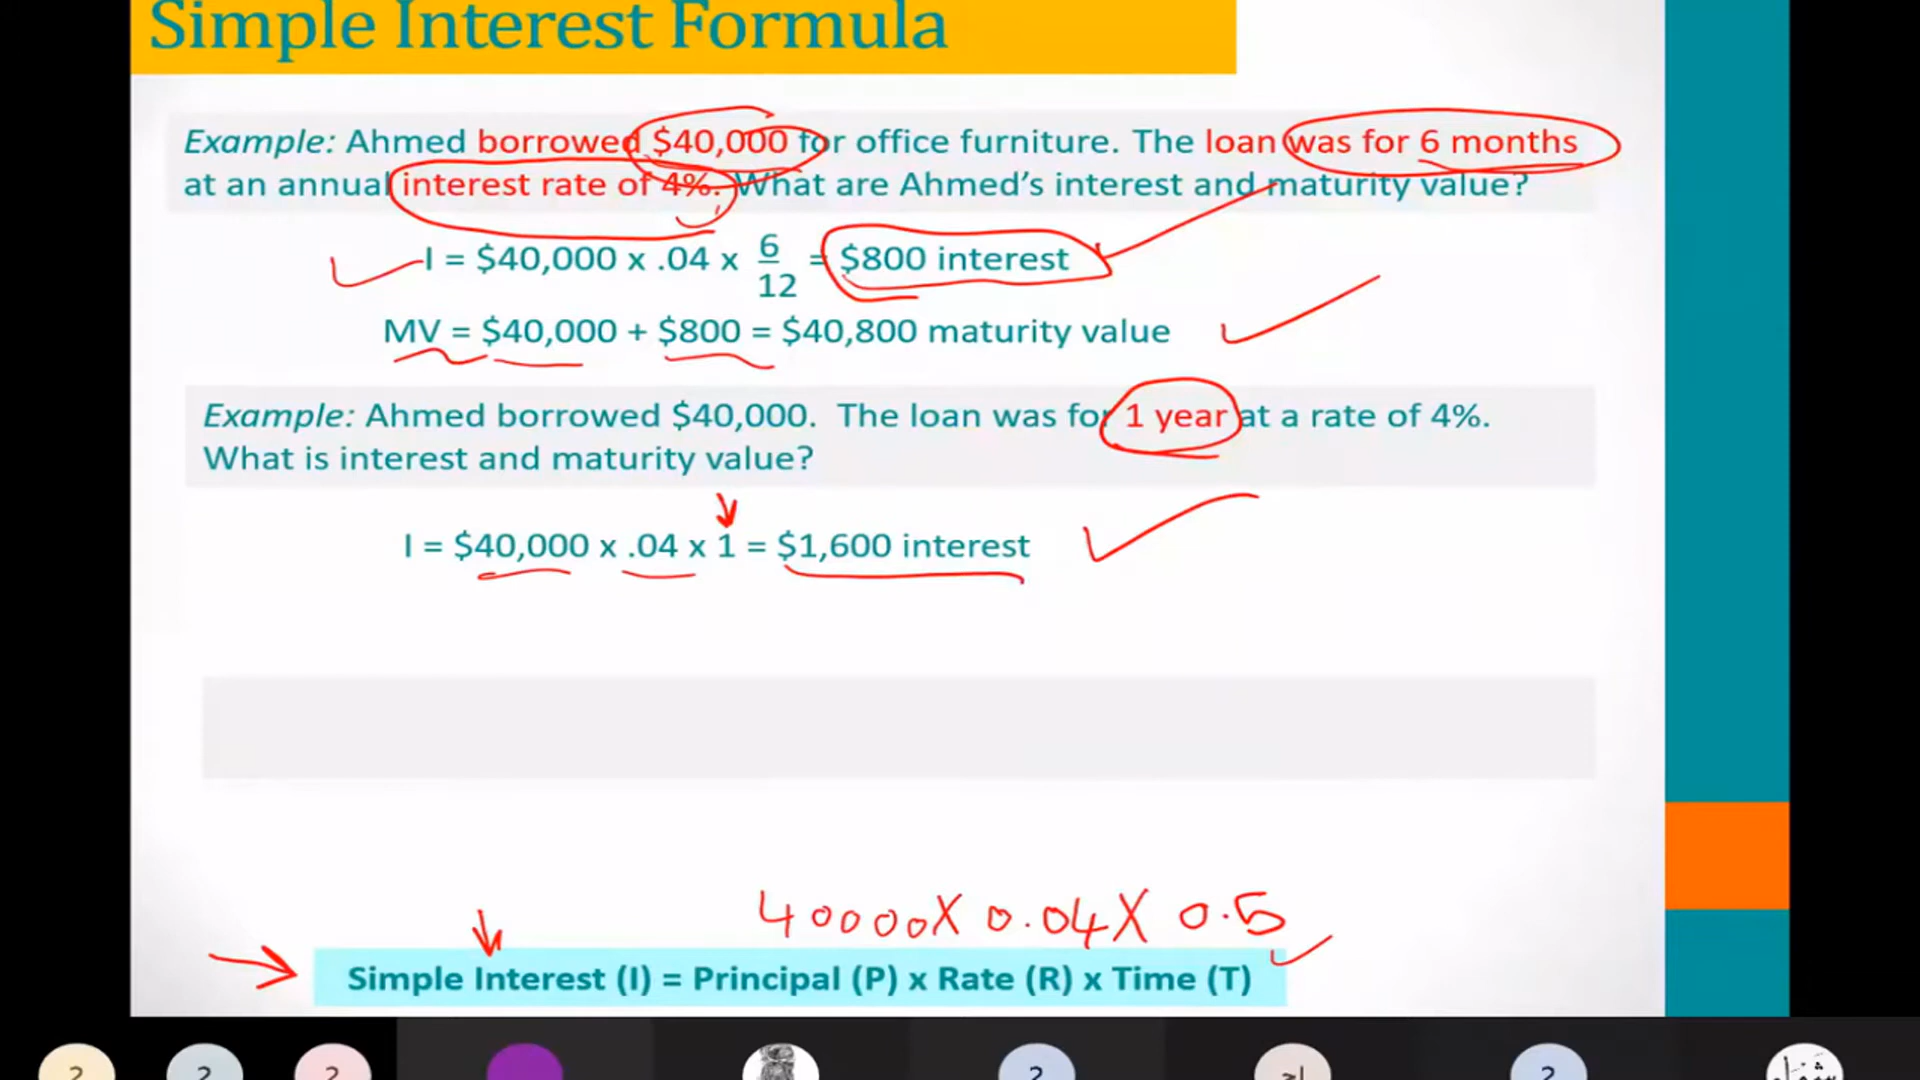 Simple Interest Formula
Example: Ahmed borrowed $40,000 for office furniture. The loan was for 6 months
at an annual interest rate of 4%. What are Ahmed's interest and maturity value?
I = $40,000 x .04 x 6/12 = $800 interest
MV = $40,000 + $800 = $40,800 maturity value
Example: Ahmed borrowed $40,000. The loan was for 1 year at a rate of 4%.
What is interest and maturity value?
I = $40,000 x .04 x 1 = $1,600 interest
40000X 0.04X 0.5
Simple Interest (I) = Principal (P) x Rate (R) x Time (T)